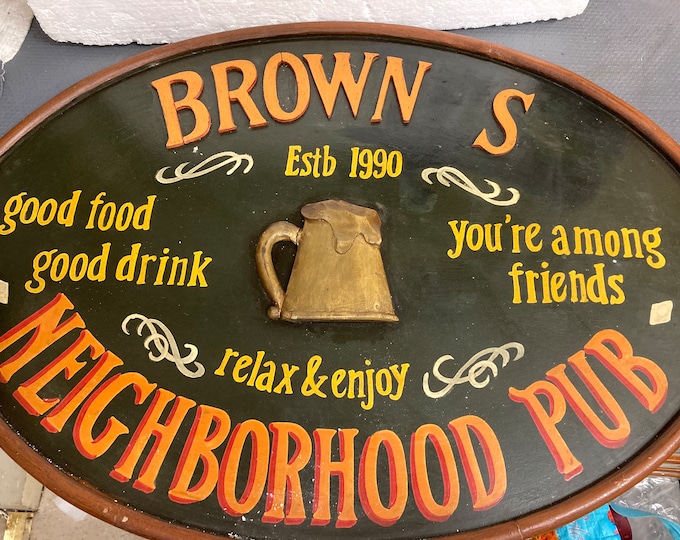 BROWN S
Estb 1990
good food
good drink
you're among
friends
relax & enjoy
NEIGHBORHOOD PUB